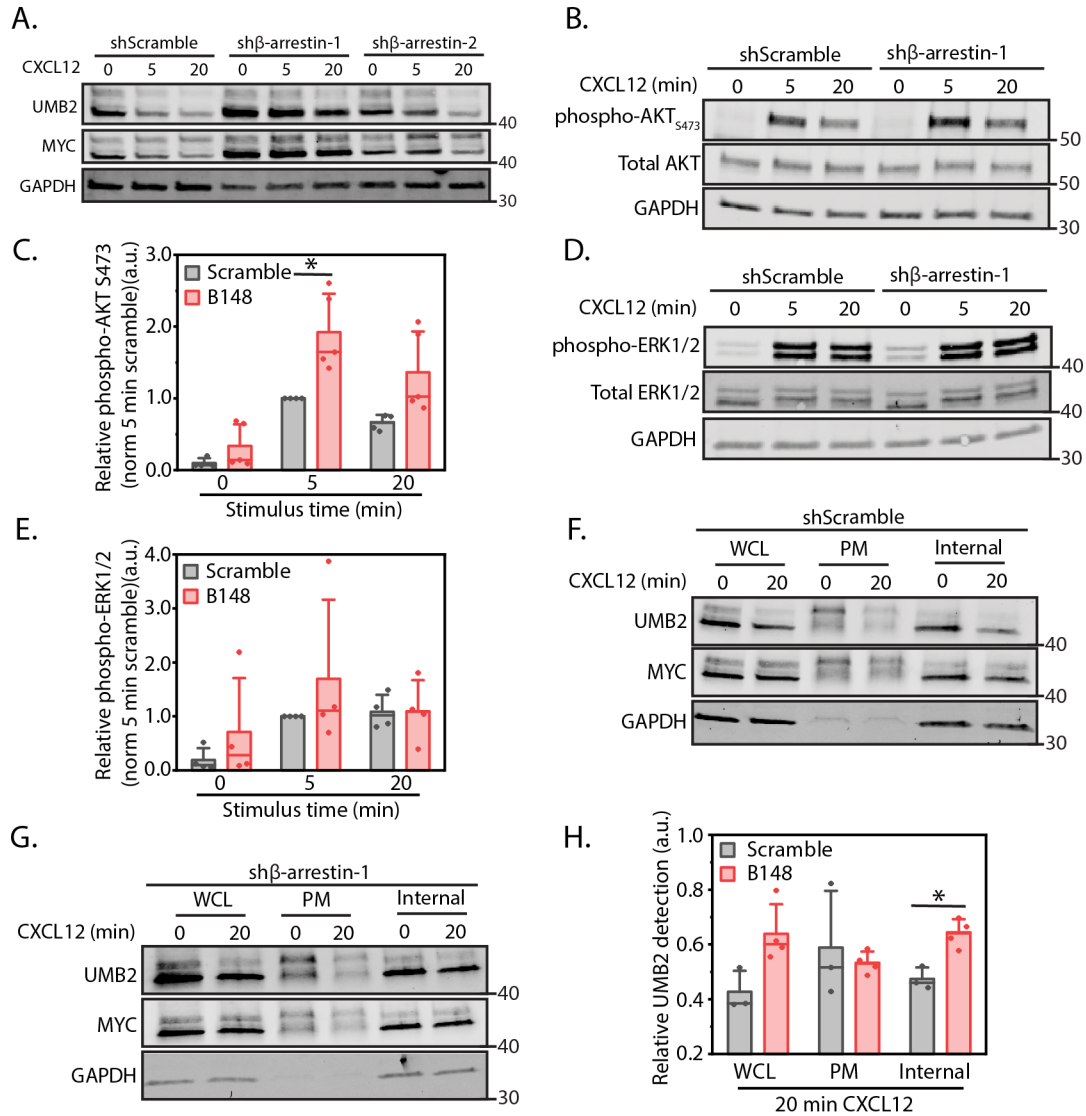 A.
shScramble shβ-arrestin-1 shβ-arrestin-2
CXCL12 0 5 20 0 5 20 0 5 20
UMB2
40
MYC
40
GAPDH
30
B.
shScramble shβ-arrestin-1
CXCL12 (min) 0 5 20 0 5 20
phospho-AKTS473
50
Total AKT
50
GAPDH
30
C.
Relative phospho-AKT S473
(norm 5 min scramble)(a.u.)
3.0
2.0
1.0
0.0
Scramble
B148
*
0 5 20
Stimulus time (min)
D.
shScramble shβ-arrestin-1
CXCL12 (min) 0 5 20 0 5 20
phospho-ERK1/2
40
Total ERK1/2
40
GAPDH
30
E.
Relative phospho-ERK1/2
(norm 5 min scramble)(a.u.)
4.0
3.0
2.0
1.0
0.0
Scramble
B148
0 5 20
Stimulus time (min)
F.
shScramble
WCL PM Internal
CXCL12 (min) 0 20 0 20 0 20
UMB2
40
MYC
40
GAPDH
30
G.
shβ-arrestin-1
WCL PM Internal
CXCL12 (min) 0 20 0 20 0 20
UMB2
40
MYC
40
GAPDH
30
H.
Relative UMB2 detection (a.u.)
1.0
0.8
0.6
0.4
0.2
Scramble
B148
*
WCL PM Internal
20 min CXCL12